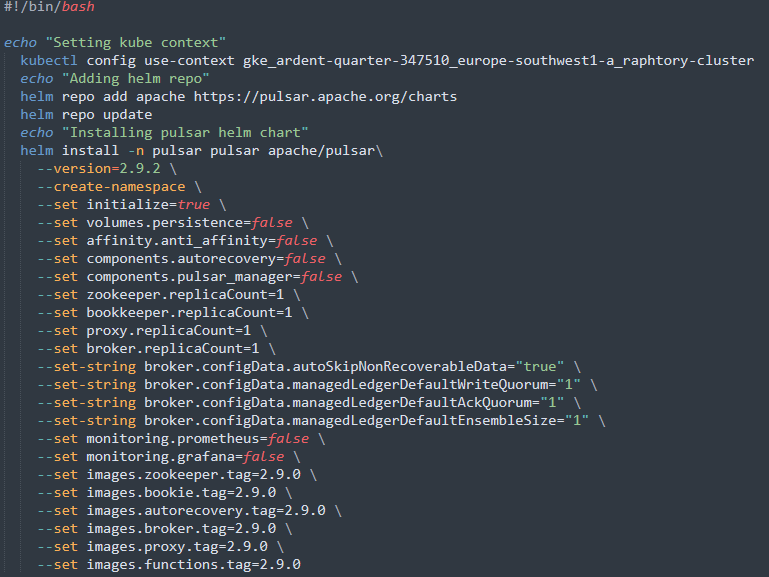 #!/bin/bash
echo "Setting kube context"
kubectl config use-context gke_ardent-quarter-347510_europe-southwest1-a_raphtory-cluster
echo "Adding helm repo"
helm repo add apache https://pulsar.apache.org/charts
helm repo update
echo "Installing pulsar helm chart"
helm install -n pulsar pulsar apache/pulsar\
--version=2.9.2 \
--create-namespace \
--set initialize=true \
--set volumes.persistence=false \
--set affinity.anti_affinity=false \
--set components.autorecovery=false \
--set components.pulsar_manager=false \
--set zookeeper.replicaCount=1 \
--set bookkeeper.replicaCount=1 \
--set proxy.replicaCount=1 \
--set broker.replicaCount=1 \
--set-string broker.configData.autoSkipNonRecoverableData="true" \
--set-string broker.configData.managedLedgerDefaultWriteQuorum="1" \
--set-string broker.configData.managedLedgerDefaultAckQuorum="1" \
--set-string broker.configData.managedLedgerDefaultEnsembleSize="1" \
--set monitoring.prometheus=false \
--set monitoring.grafana=false \
--set images.zookeeper.tag=2.9.0 \
--set images.bookie.tag=2.9.0 \
--set images.autorecovery.tag=2.9.0 \
--set images.broker.tag=2.9.0 \
--set images.proxy.tag=2.9.0 \
--set images.functions.tag=2.9.0